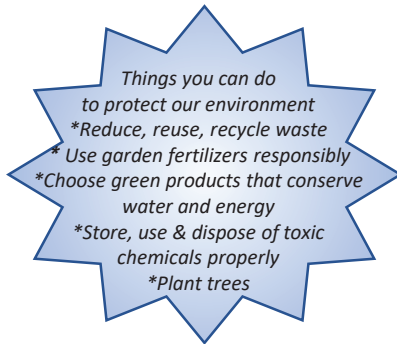 Things you can do
to protect our environment
*Reduce, reuse, recycle waste
* Use garden fertilizers responsibly
*Choose green products that conserve
water and energy
*Store, use & dispose of toxic
chemicals properly
*Plant trees